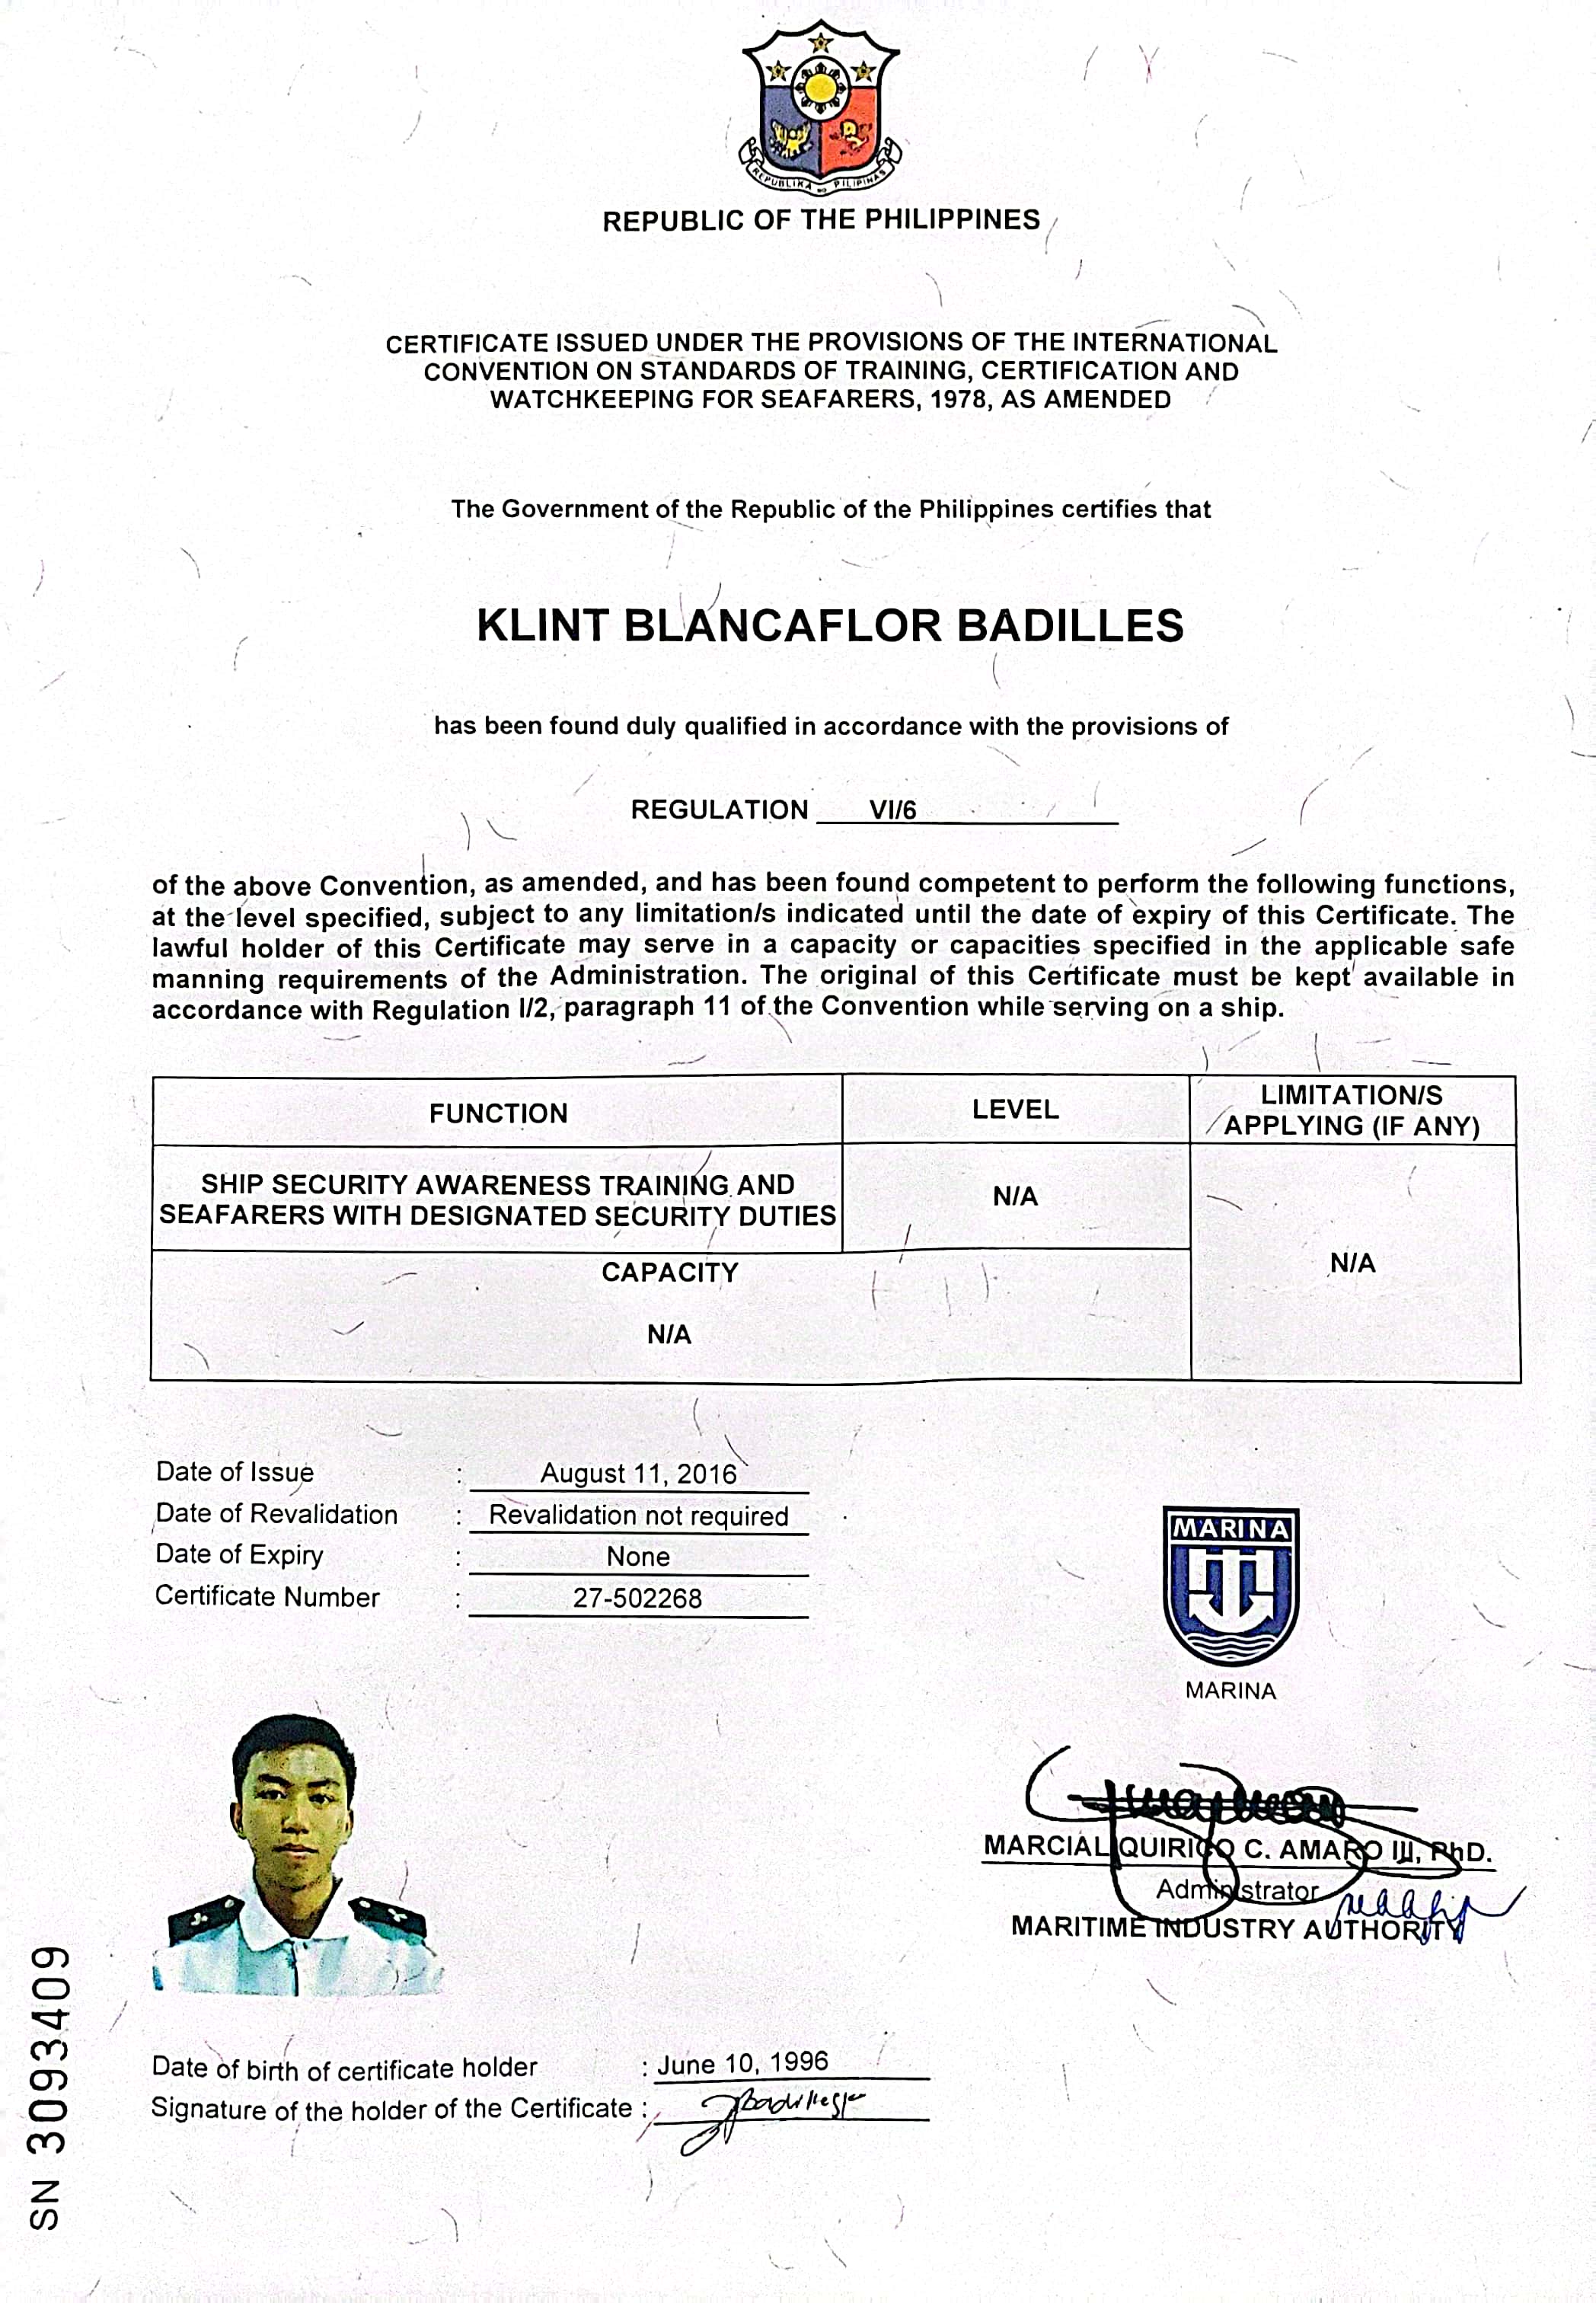 REPUBLIKA NG PILIPINAS
REPUBLIC OF THE PHILIPPINES
CERTIFICATE ISSUED UNDER THE PROVISIONS OF THE INTERNATIONAL
CONVENTION ON STANDARDS OF TRAINING, CERTIFICATION AND
WATCHKEEPING FOR SEAFARERS, 1978, AS AMENDED
The Government of the Republic of the Philippines certifies that
KLINT BLANCAFLOR BADILLES
has been found duly qualified in accordance with the provisions of
REGULATION VI/6
of the above Convention, as amended, and has been found competent to perform the following functions,
at the level specified, subject to any limitation/s indicated until the date of expiry of this Certificate. The
lawful holder of this Certificate may serve in a capacity or capacities specified in the applicable safe
manning requirements of the Administration. The original of this Certificate must be kept available in
accordance with Regulation I/2, paragraph 11 of the Convention while serving on a ship.
FUNCTION LEVEL LIMITATION/S
APPLYING (IF ANY)
SHIP SECURITY AWARENESS TRAINING AND
SEAFARERS WITH DESIGNATED SECURITY DUTIES
N/A
N/A
CAPACITY
N/A
Date of Issue : August 11, 2016
Date of Revalidation : Revalidation not required
Date of Expiry : None
Certificate Number : 27-502268
MARINA
MARINA
MARCIAL QUIRICO C. AMARO III, PhD.
Administrator
MARITIME INDUSTRY AUTHORITY
Date of birth of certificate holder : June 10, 1996
Signature of the holder of the Certificate :
SN 3093409